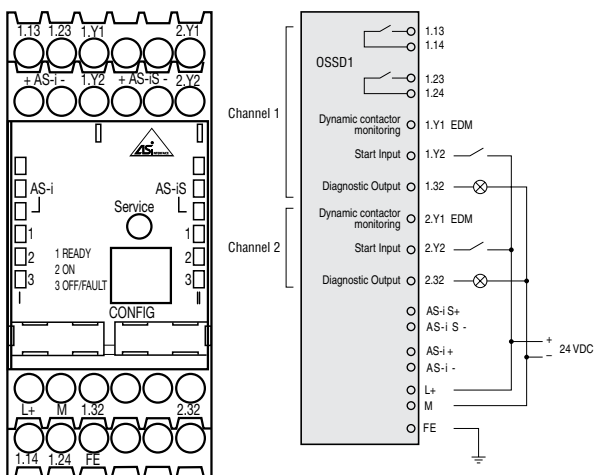 1.13 1.23 1.Y1 2.Y1
+ AS-i - 1.Y2 + AS-iS - 2.Y2
ASi
AS-i AS-iS
Service
1 1
2 1 READY 2
2 ON
3 3 OFF/FAULT 3
I II
CONFIG
L+ M 1.32 2.32
1.14 1.24 FE
Channel 1
Channel 2
OSSD1
1.13
1.14
1.23
1.24
Dynamic contactor
monitoring
1.Y1 EDM
Start Input 1.Y2
Diagnostic Output 1.32
Dynamic contactor
monitoring
2.Y1 EDM
Start Input 2.Y2
Diagnostic Output 2.32
AS-i S+
AS-i S -
AS-i +
AS-i -
L+
M
FE
+
24 VDC
−